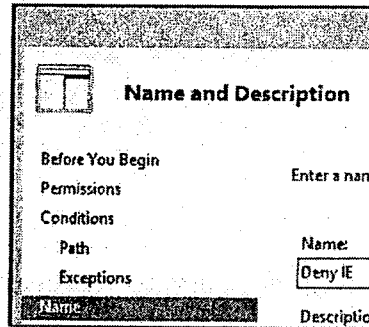 Name and Description
Before You Begin
Permissions
Conditions
Path
Exceptions
Name
Enter a nam
Name:
Deny IE
Descriptio